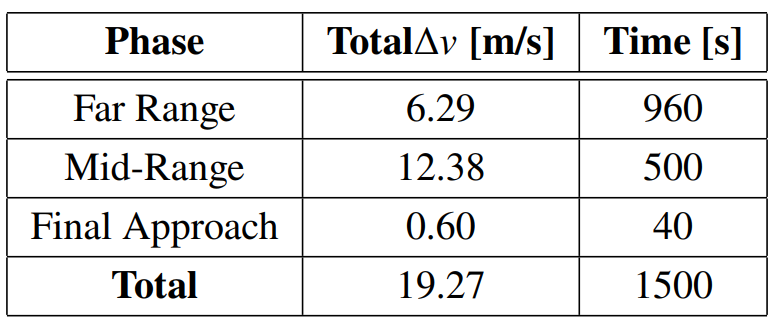 Phase TotalΔv [m/s] Time [s]
Far Range 6.29 960
Mid-Range 12.38 500
Final Approach 0.60 40
Total 19.27 1500